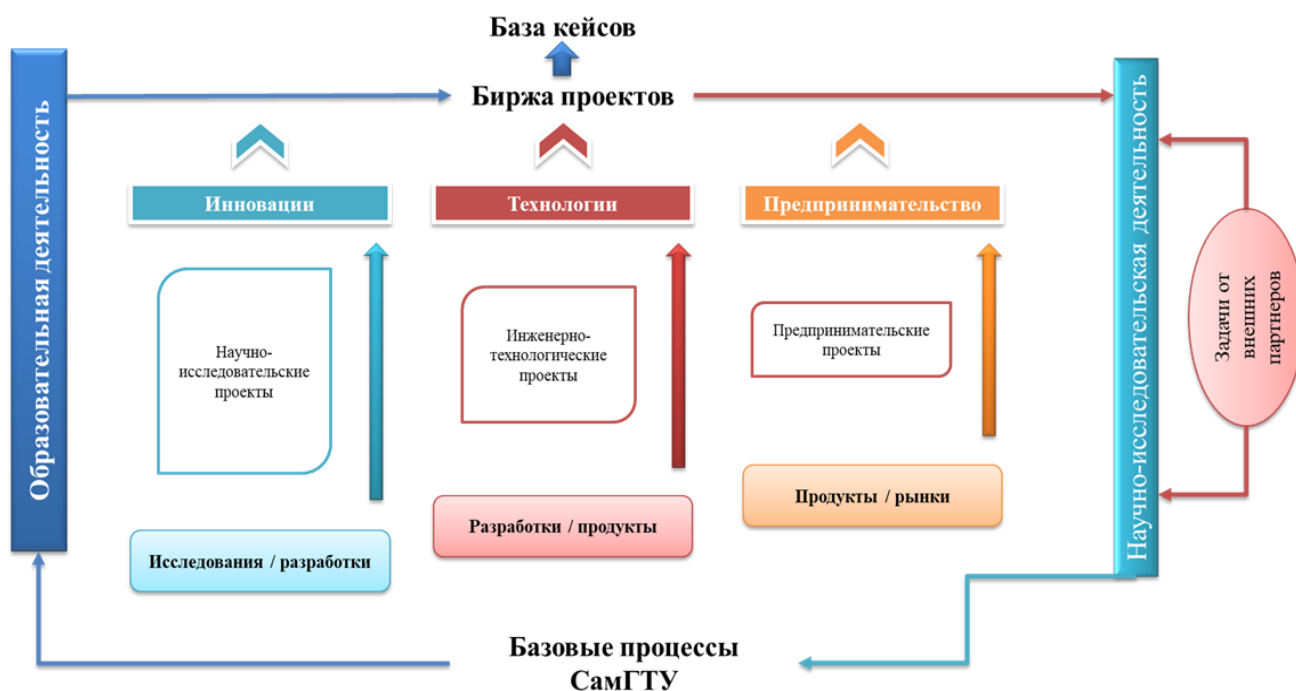 База кейсов
Биржа проектов
Образовательная деятельность
Инновации
Технологии
Предпринимательство
Научно-
исследовательские
проекты
Инженерно-
технологические
проекты
Предпринимательские
проекты
Исследования / разработки
Разработки / продукты
Продукты / рынки
Научно-исследовательская деятельность
Задачи от
внешних
партнеров
Базовые процессы
СамГТУ